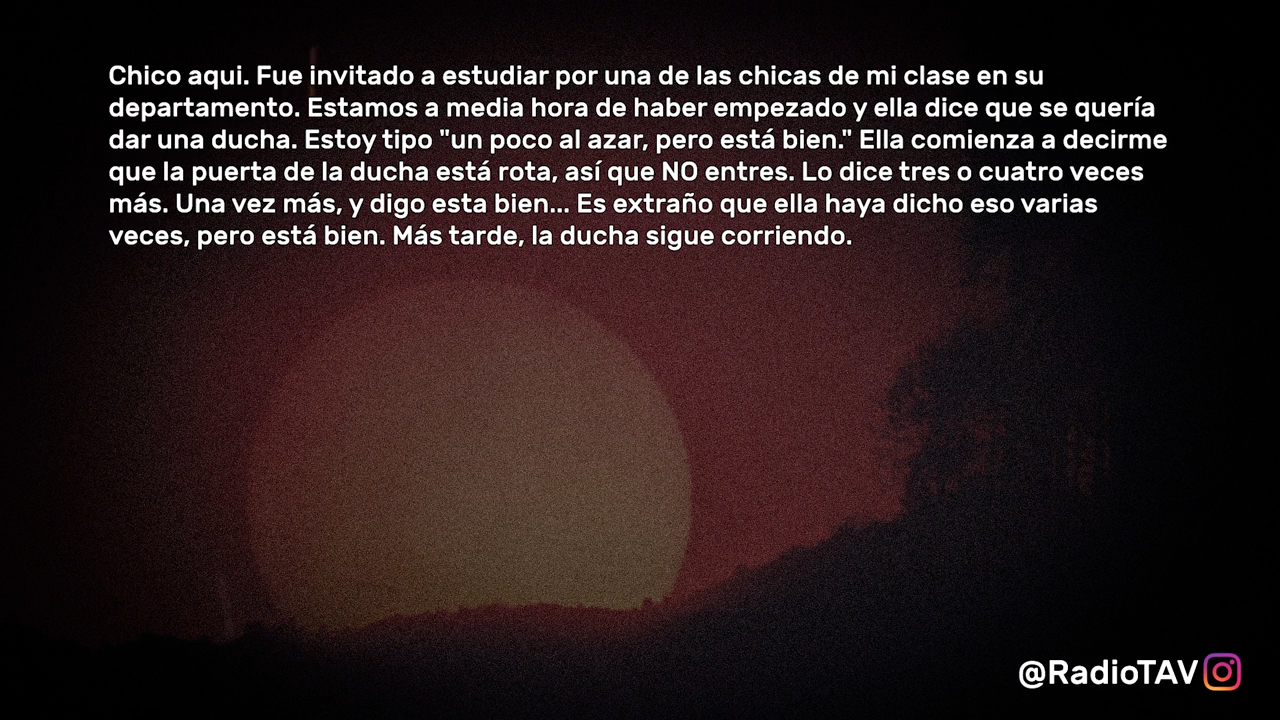 Chico aqui. Fue invitado a estudiar por una de las chicas de mi clase en su
departamento. Estamos a media hora de haber empezado y ella dice que se quería
dar una ducha. Estoy tipo "un poco al azar, pero está bien." Ella comienza a decirme
que la puerta de la ducha está rota, así que NO entres. Lo dice tres o cuatro veces
más. Una vez más, y digo esta bien... Es extraño que ella haya dicho eso varias
veces, pero está bien. Más tarde, la ducha sigue corriendo.
@RadioTAV